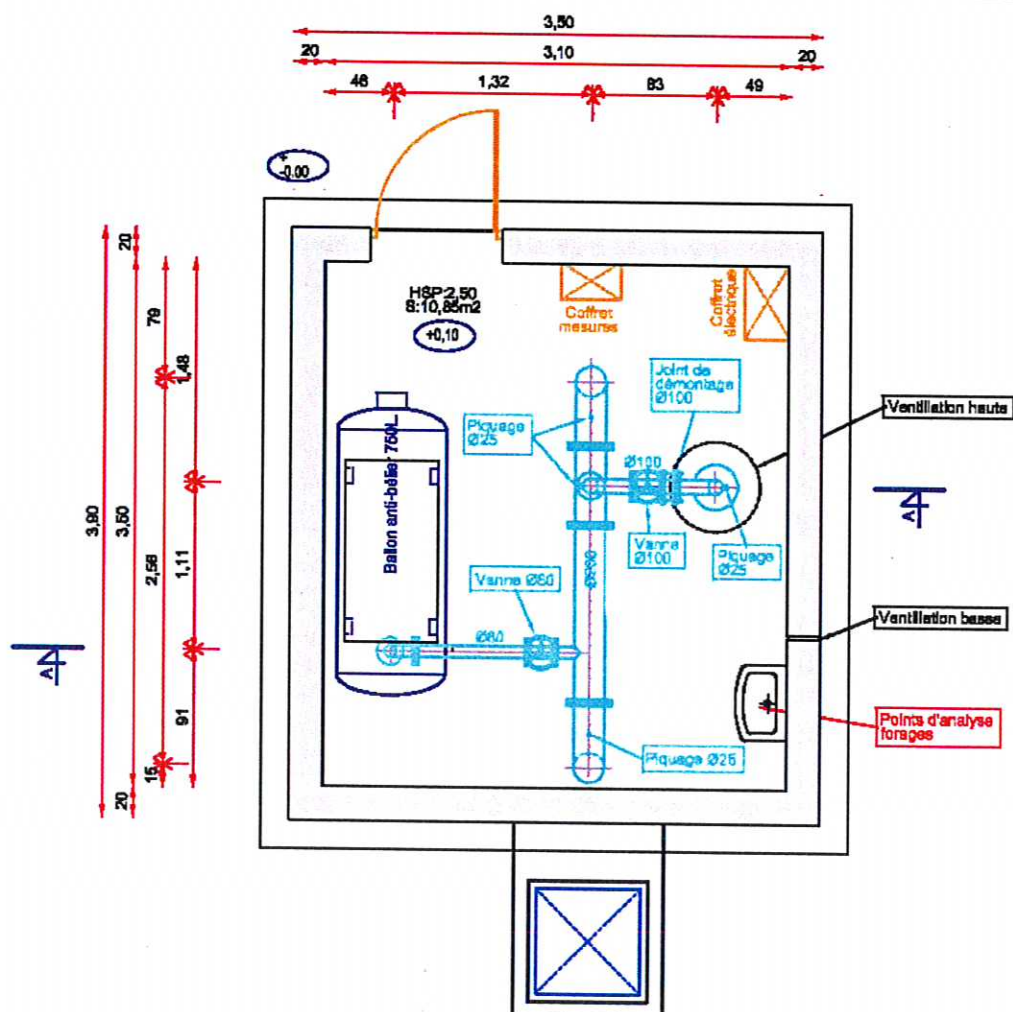 3,50
20
3,10
20
46
1,32
83
49
+
-0.00
20
79
1,48
3,90
3,50
2,56
1,11
91
15
20
HSP:2,50
S:10,85m2
+0,10
Coffret
mesures
Coffret
électrique
Joint de
démontage
Ø100
Piquage
Ø25
Ø100
Ventilation haute
Ballon anti-bélier 750L
Vanne
Ø100
Piquage
Ø25
A
Vanne Ø60
Ø60
Ventilation basse
A
Points d'analyse
forages
Piquage Ø25